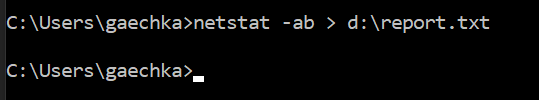 C:\Users\gaechka>netstat -ab > d:\report.txt
C:\Users\gaechka>